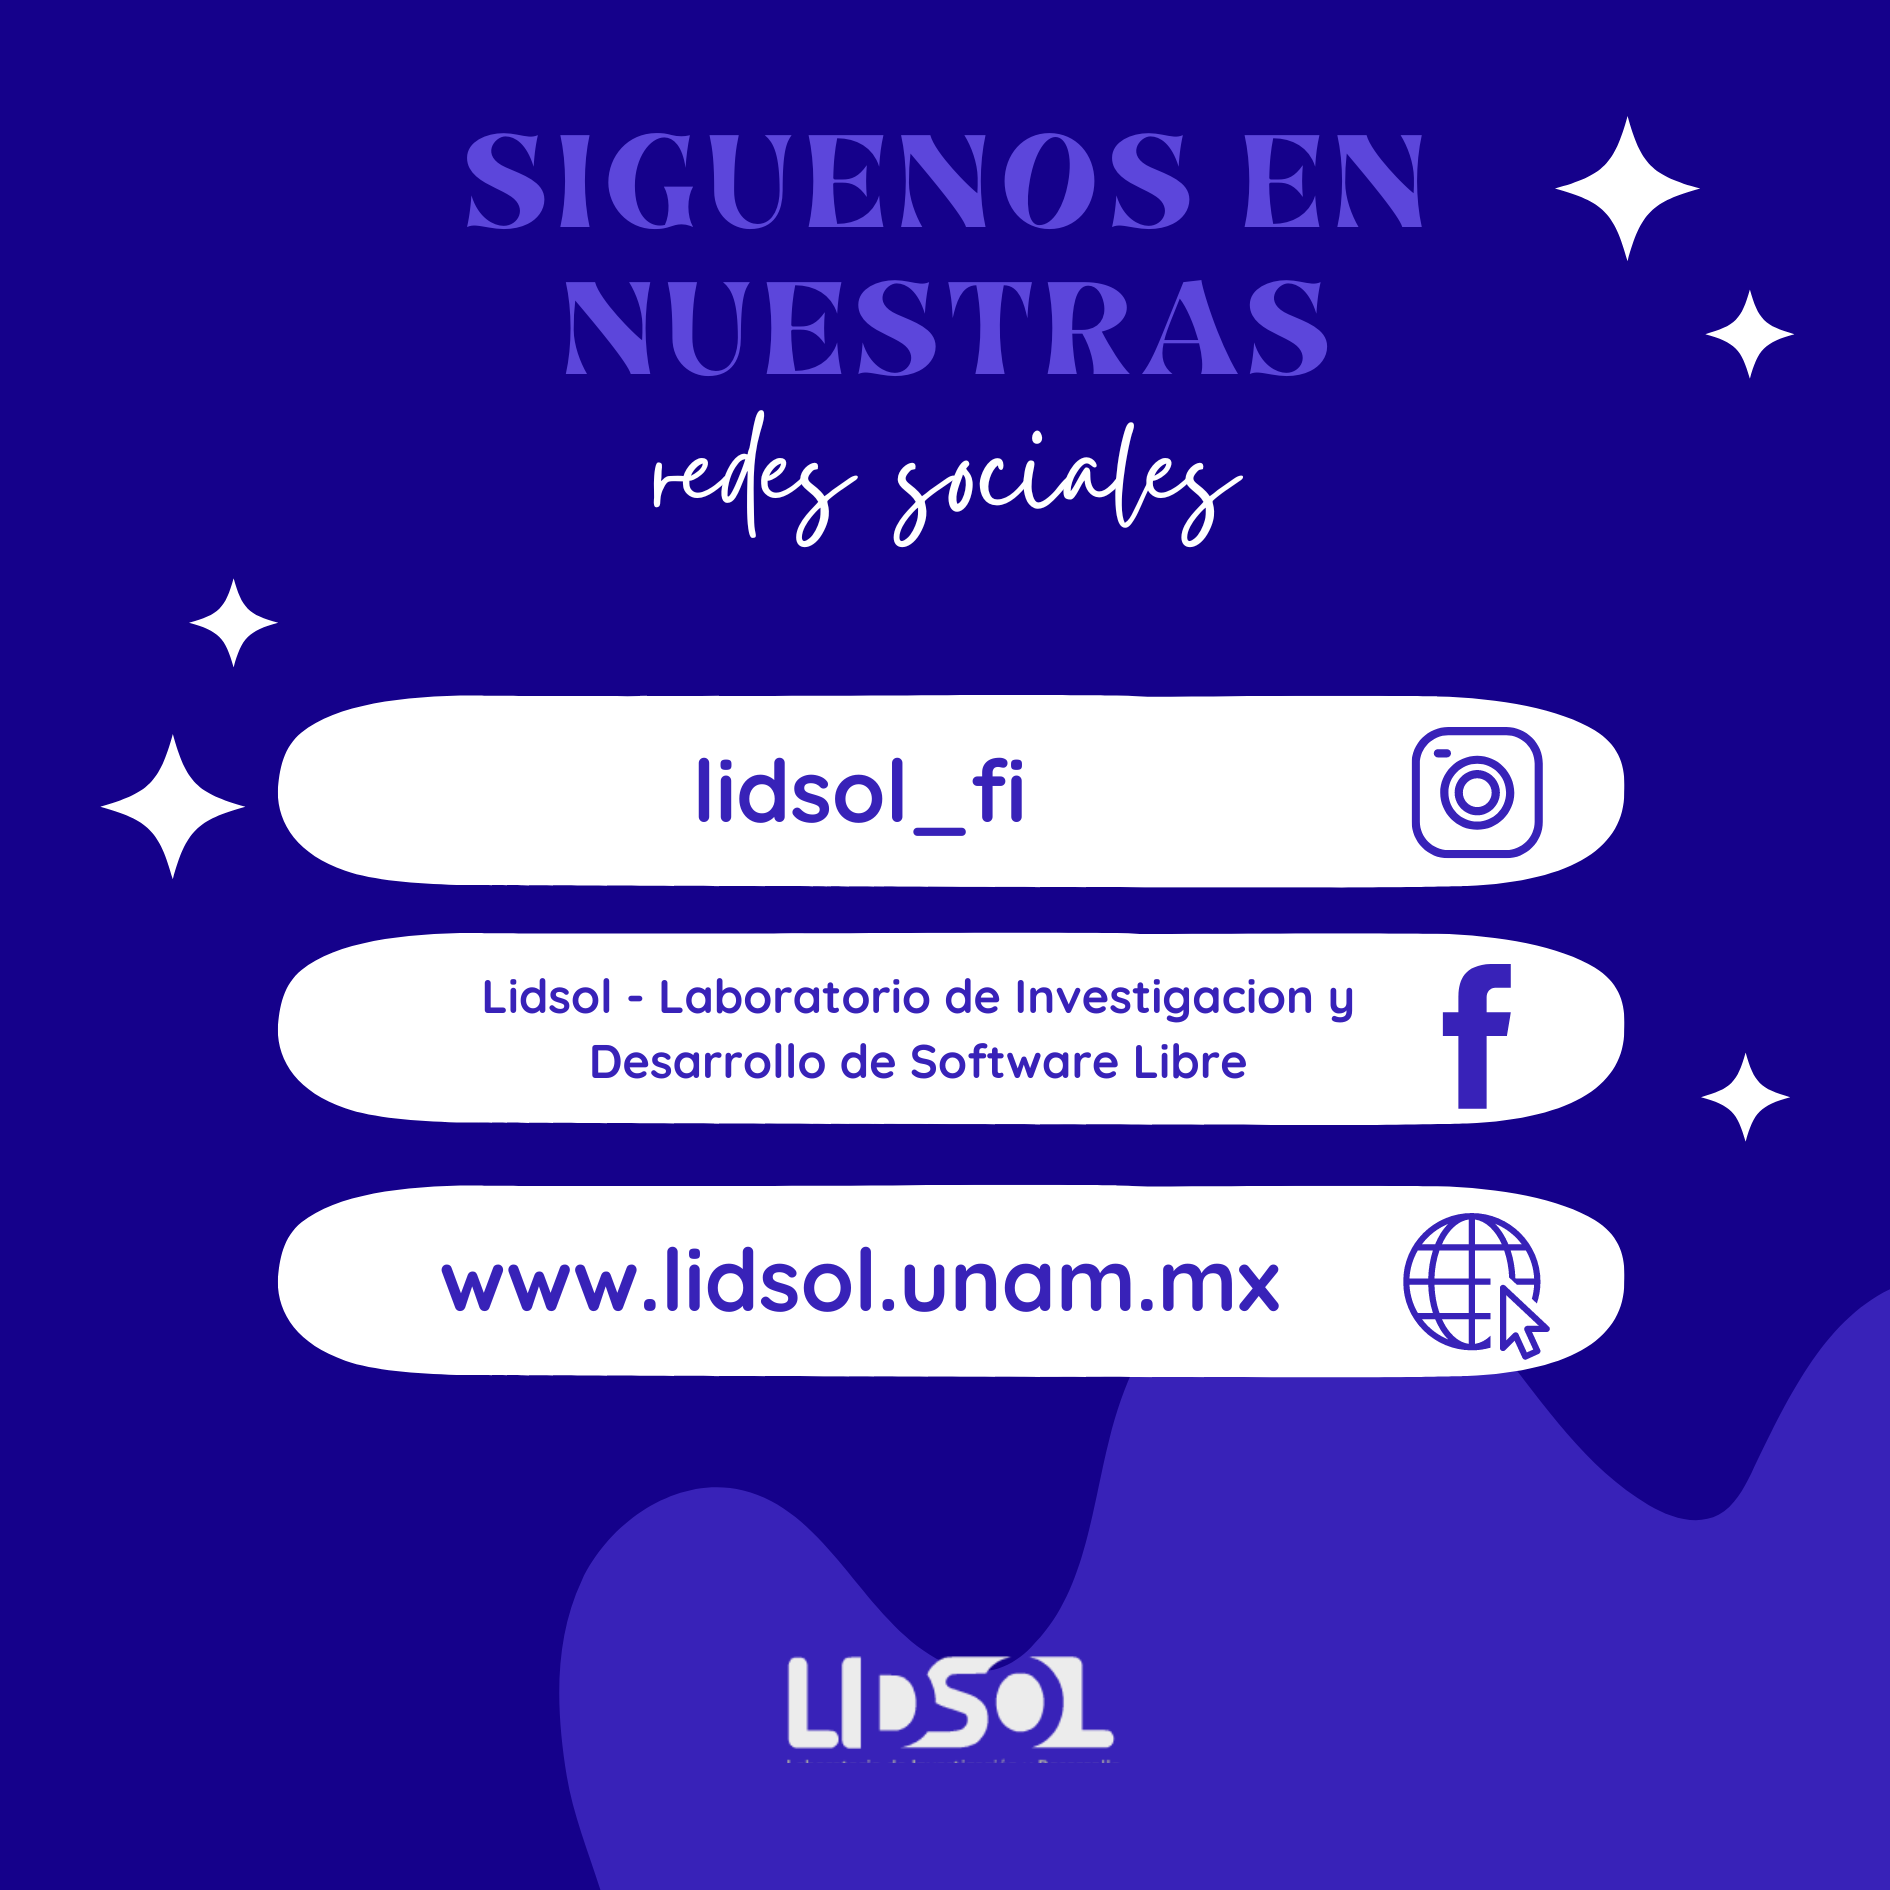 SIGUENOS EN
NUESTRAS
redes sociales
lidsol_fi
Lidsol - Laboratorio de Investigacion y
Desarrollo de Software Libre
www.lidsol.unam.mx
LIDSOL